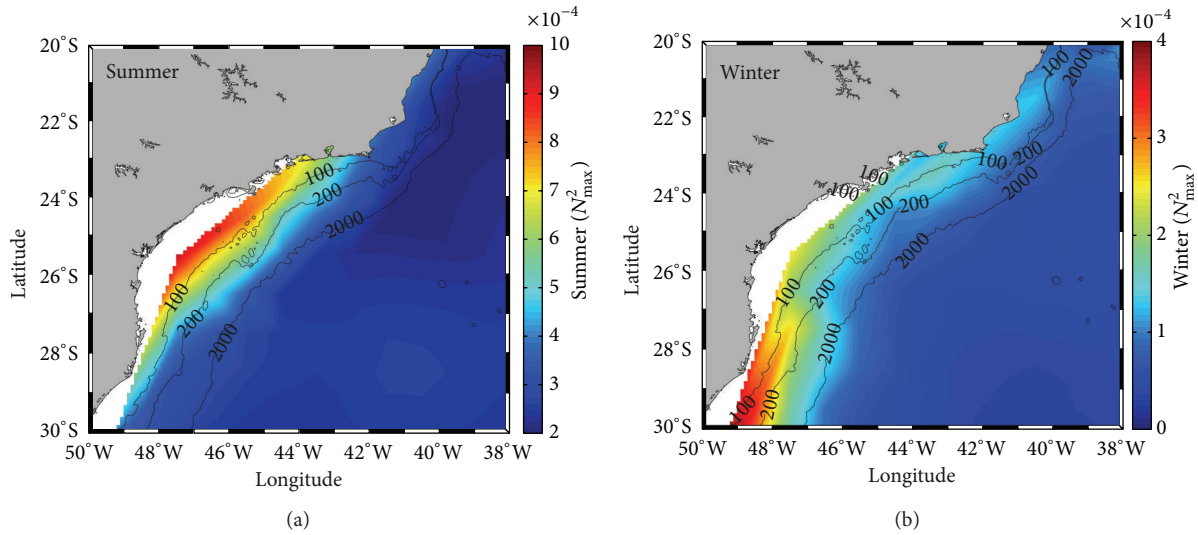 ×10⁻⁴
20°S
22°S
24°S
26°S
28°S
30°S
Latitude
50°W
48°W
46°W
44°W
42°W
40°W
38°W
Longitude
Summer
100
200
2000
100
200
2000
10
9
8
7
6
5
4
3
2
Summer (N²max)
(a)
×10⁻⁴
20°S
22°S
24°S
26°S
28°S
30°S
Latitude
50°W
48°W
46°W
44°W
42°W
40°W
38°W
Longitude
Winter
100
2000
100
200
2000
100
100
100
200
2000
100
200
2000
100
200
4
3
2
1
0
Winter (N²max)
(b)